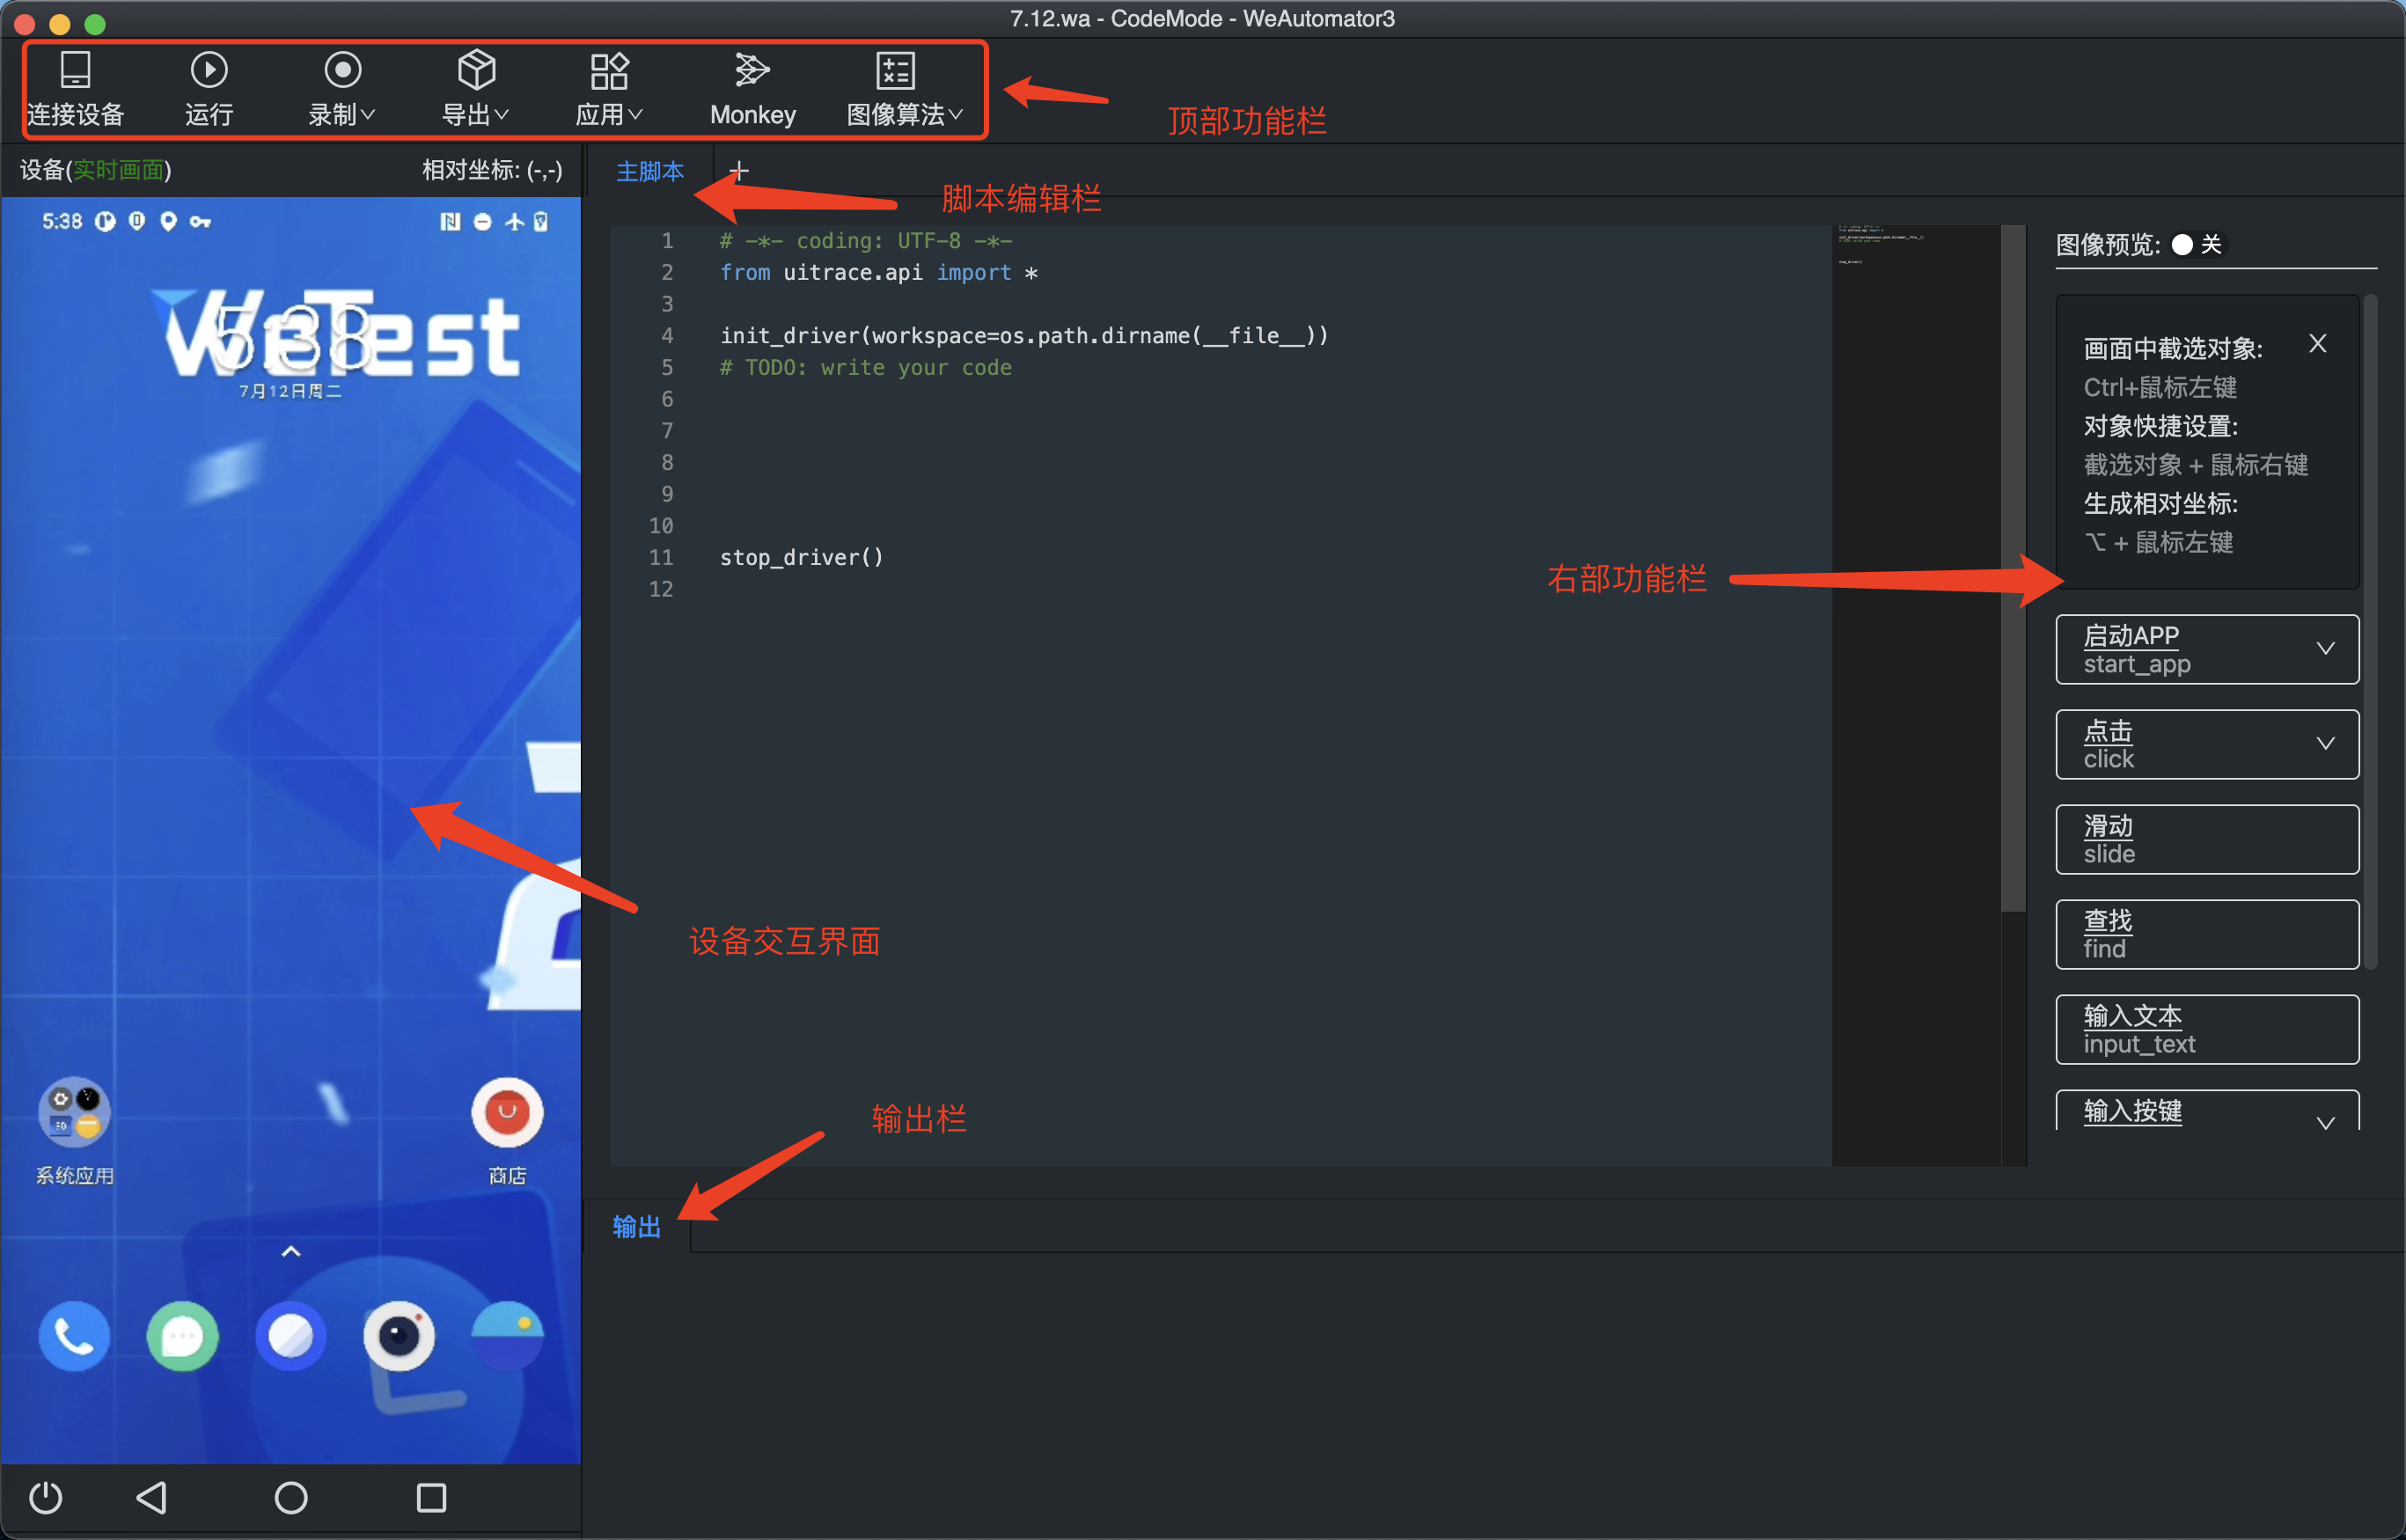 7.12.wa - CodeMode - WeAutomator3
连接设备
运行
录制
导出
应用
Monkey
图像算法
顶部功能栏
设备(实时画面)
相对坐标: (-,-)
主脚本
+
脚本编辑栏
5:38
WeTest
5:38
7月12日周二
系统应用
商店
设备交互界面
1 # -*- coding: UTF-8 -*-
2 from uitrace.api import *
3
4 init_driver(workspace=os.path.dirname(__file__))
5 # TODO: write your code
6
7
8
9
10
11 stop_driver()
12
图像预览: 关
画面中截选对象: X
Ctrl+鼠标左键
对象快捷设置:
截选对象 + 鼠标右键
生成相对坐标:
⌥ + 鼠标左键
右部功能栏
启动APP
start_app
点击
click
滑动
slide
查找
find
输入文本
input_text
输入按键
输出栏
输出